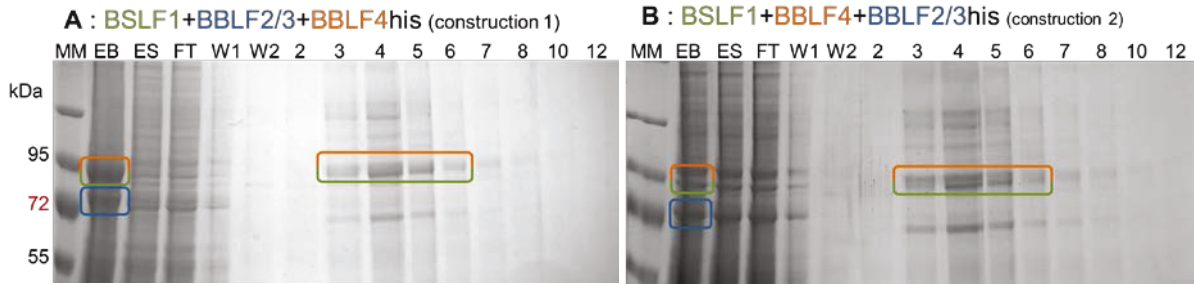 A : BSLF1+BBLF2/3+BBLF4his (construction 1)
MM EB ES FT W1 W2 2 3 4 5 6 7 8 10 12
kDa
95
72
55
B : BSLF1+BBLF4+BBLF2/3his (construction 2)
MM EB ES FT W1 W2 2 3 4 5 6 7 8 10 12